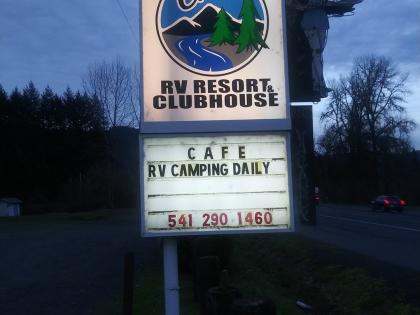 RV RESORT &
CLUBHOUSE
CAFE
RV CAMPING DAILY
541 290 1460